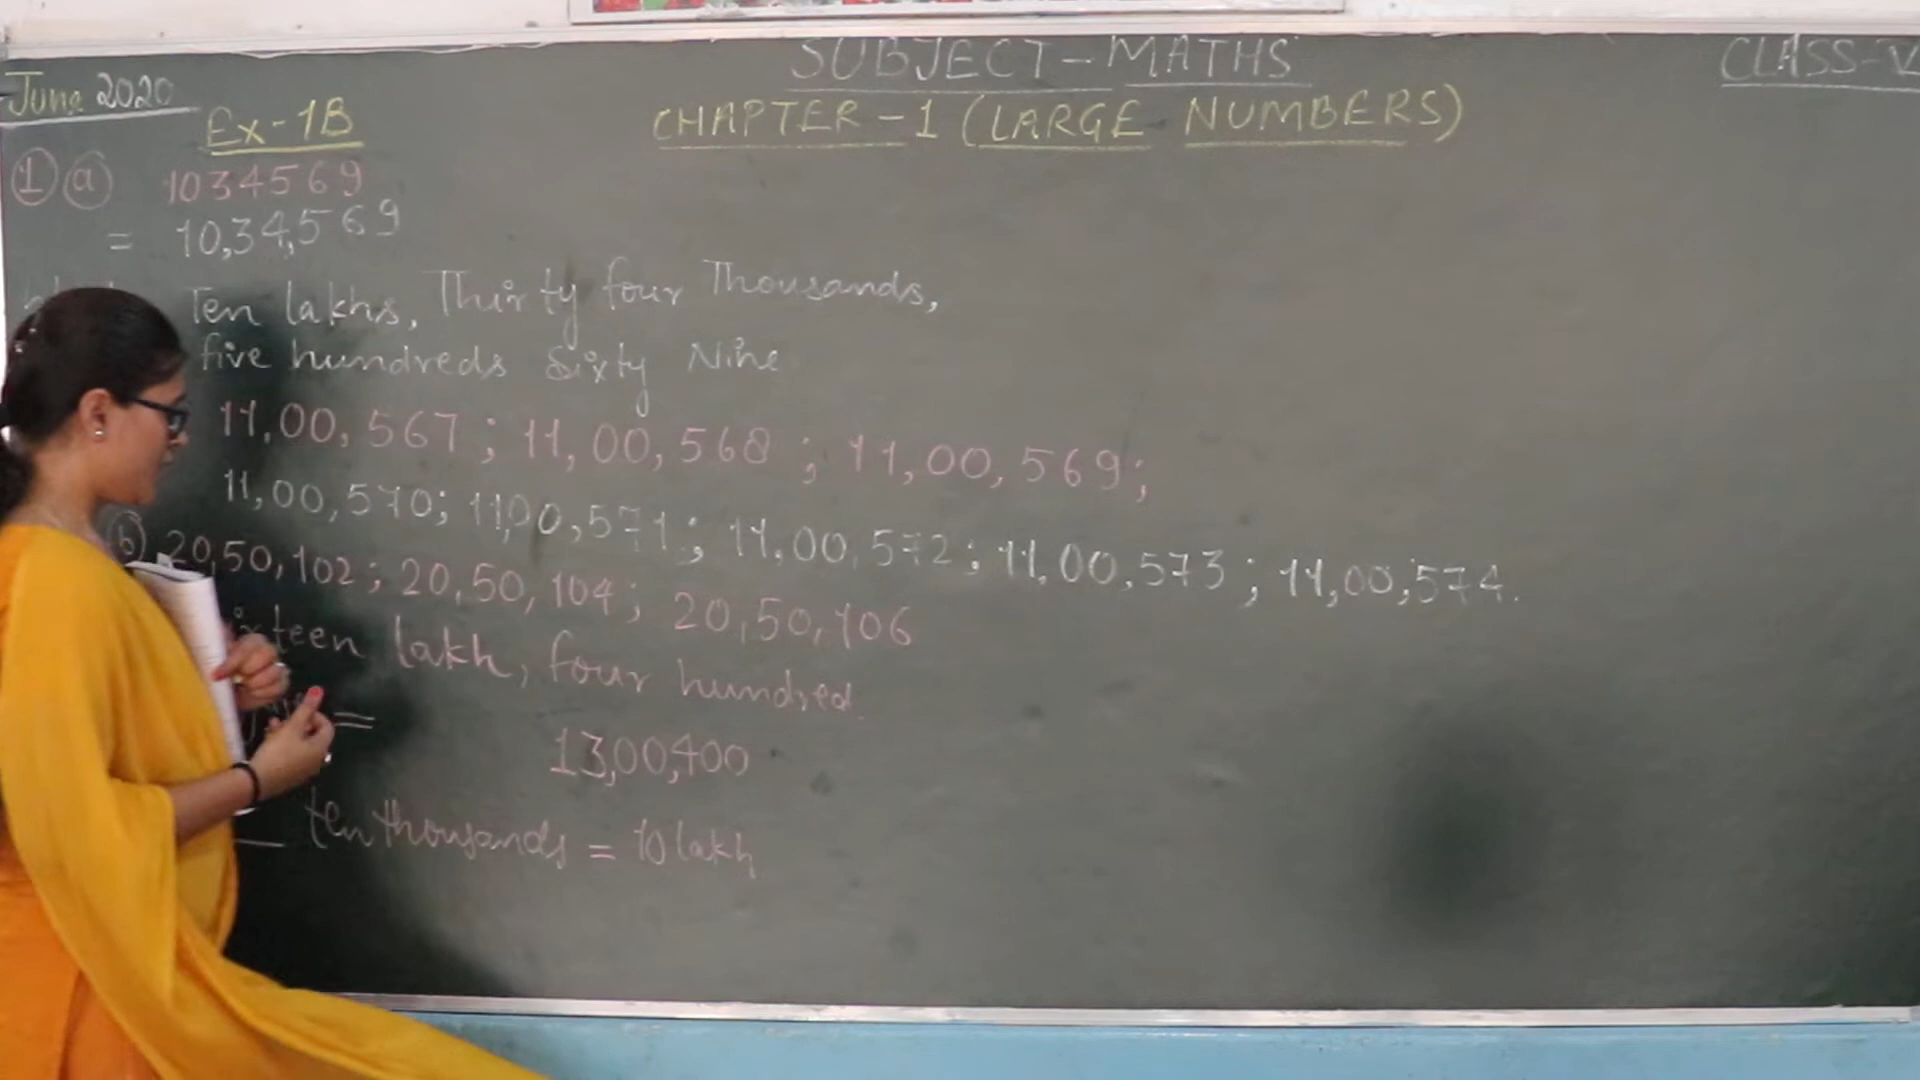 SUBJECT-MATHS
CLASS-V
June 2020
Ex-1B
CHAPTER-1 (LARGE NUMBERS)
1 a 1034569
= 10,34,569
Ten lakhs, Thirty four Thousands,
five hundreds Sixty Nine
11,00,567; 11,00,568; 11,00,569;
11,00,570; 11,00,571; 11,00,572; 11,00,573; 11,00,574.
(b) 20,50,102; 20,50,104; 20,50,106
lakh, four hundred.
=
13,00,400
__ ten thousands = 10 lakh